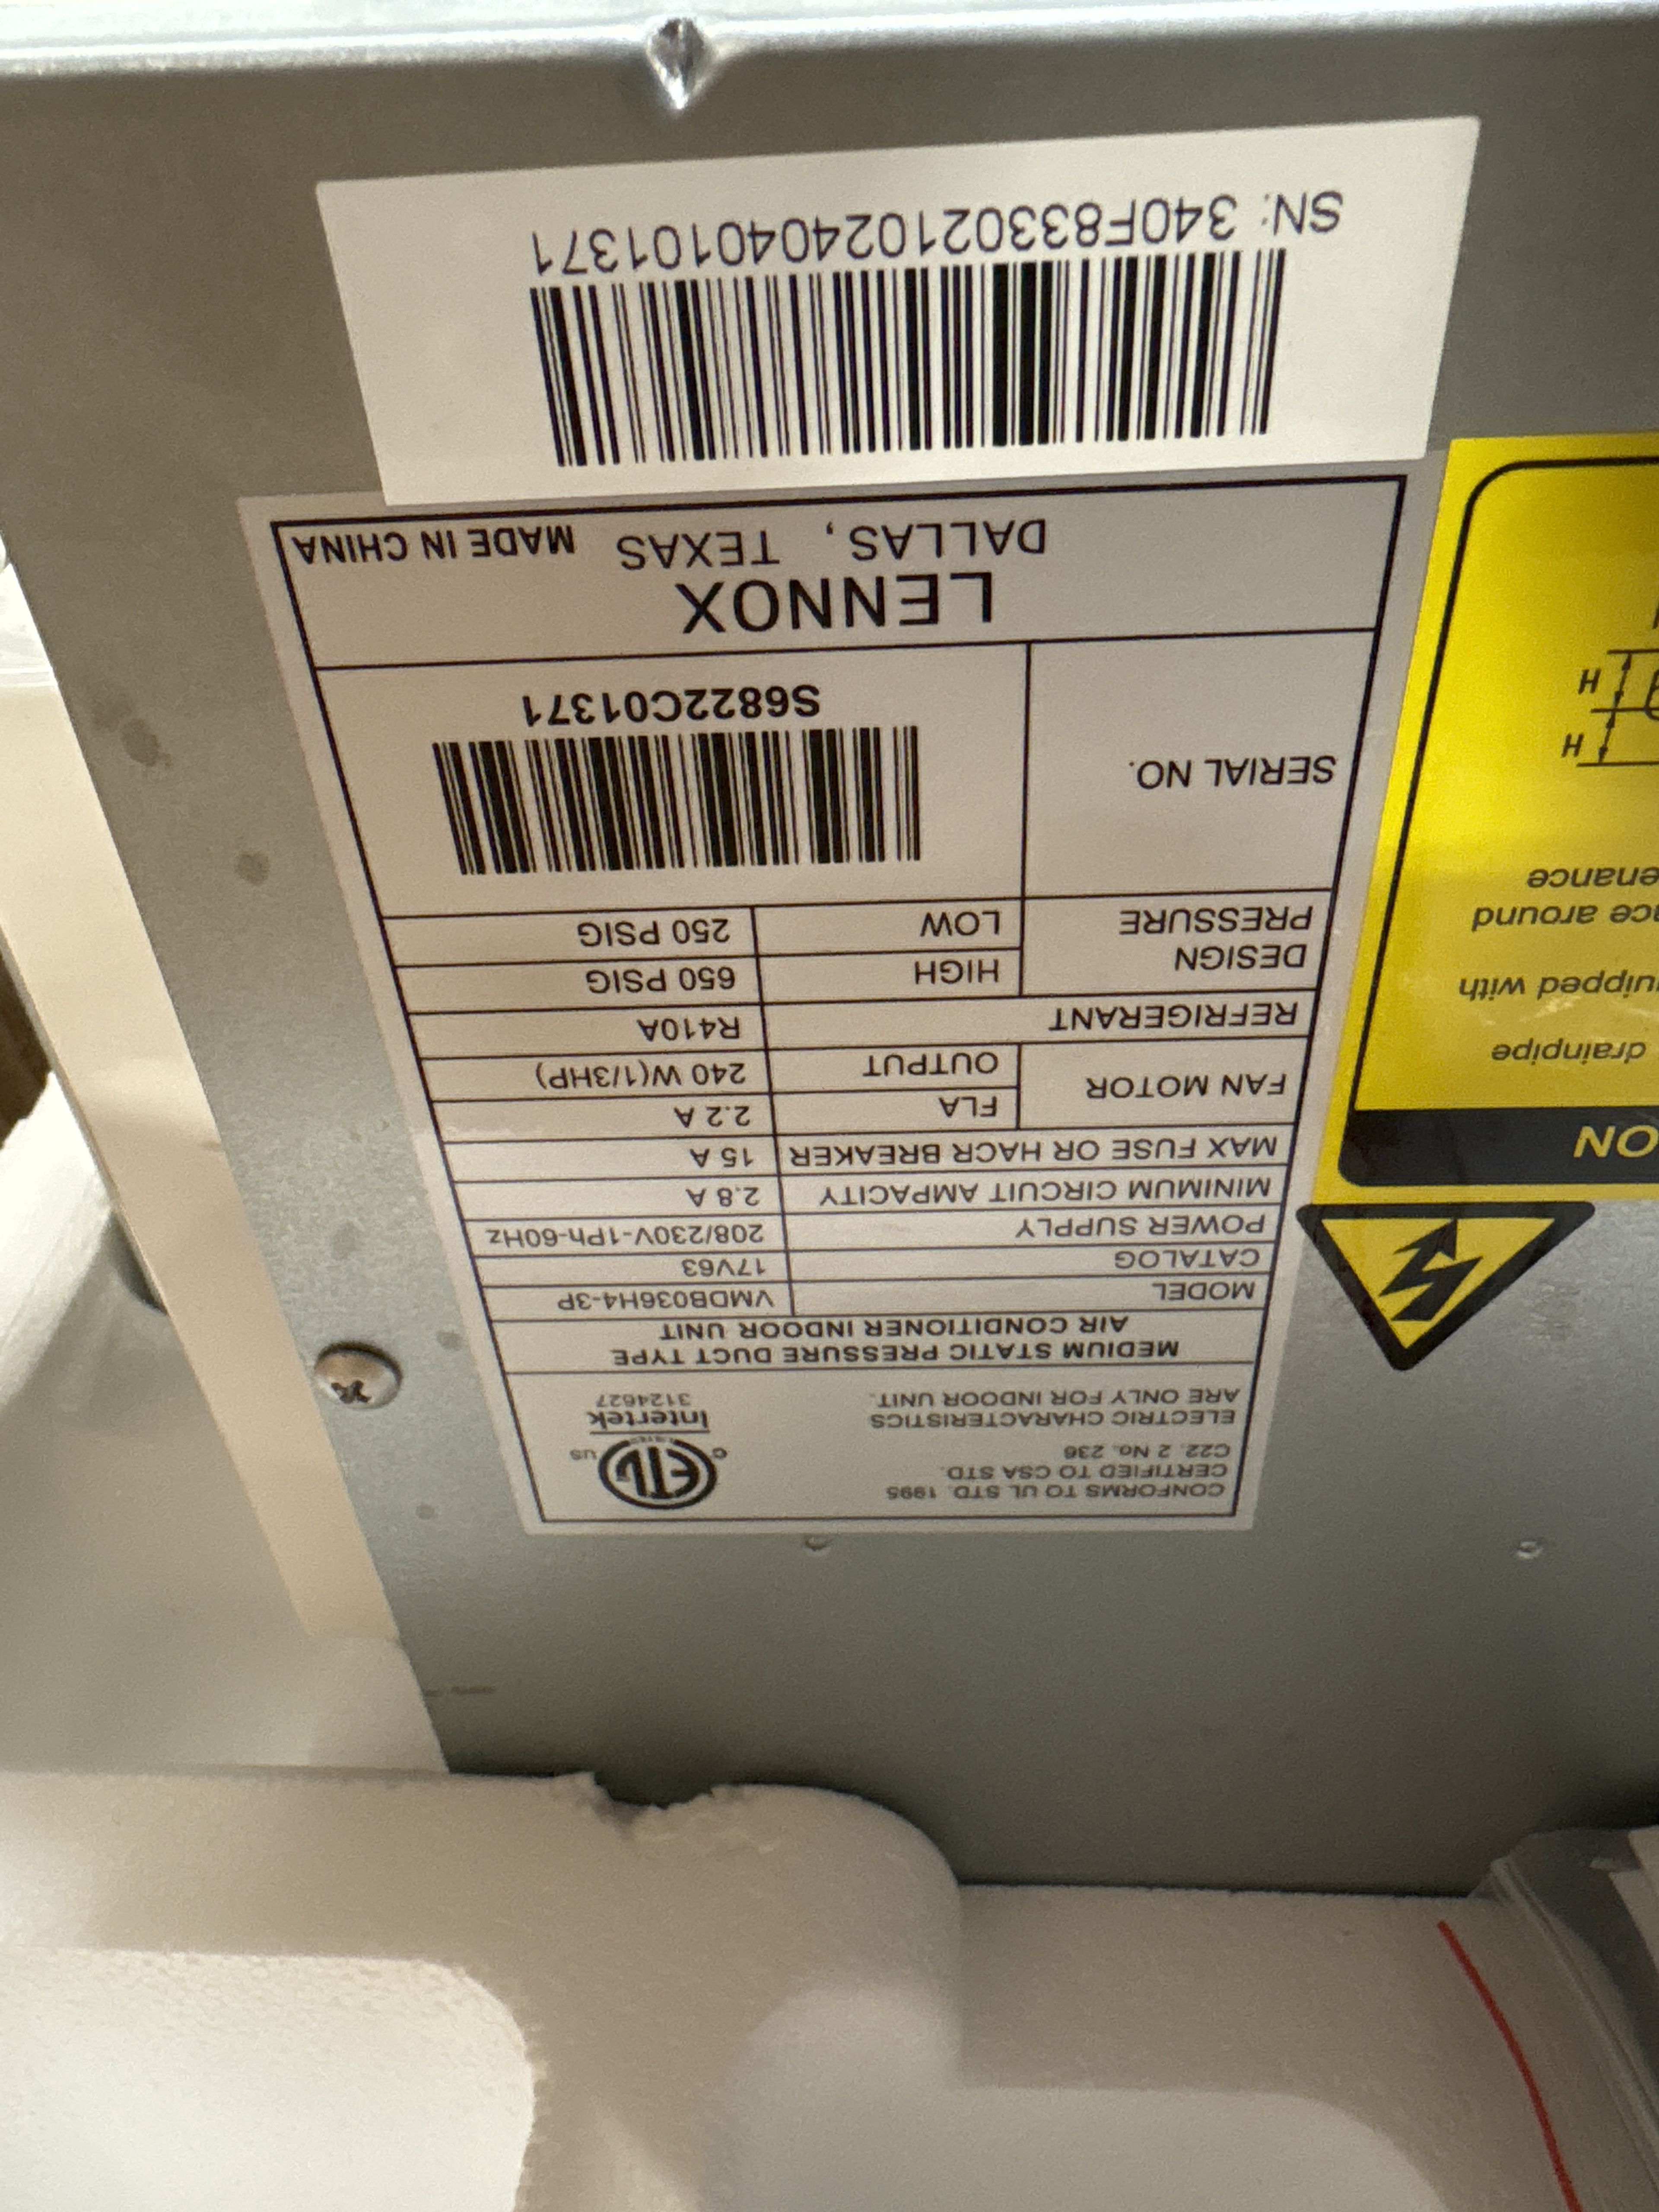 CONFORMS TO UL STD. 1995
CERTIFIED TO CSA STD.
C22. 2 No. 236
ELECTRIC CHARACTERISTICS
ARE ONLY FOR INDOOR UNIT.
C ETL US
Intertek
3124627
MEDIUM STATIC PRESSURE DUCT TYPE
AIR CONDITIONER INDOOR UNIT
MODEL VMDB036H4-3P
CATALOG 17V63
POWER SUPPLY 208/230V-1Ph-60Hz
MINIMUM CIRCUIT AMPACITY 2.8 A
MAX FUSE OR HACR BREAKER 15 A
FAN MOTOR
FLA 2.2 A
OUTPUT 240 W(1/3HP)
REFRIGERANT R410A
DESIGN
PRESSURE
HIGH 650 PSIG
LOW 250 PSIG
SERIAL NO.
S6822C01371
LENNOX
DALLAS, TEXAS MADE IN CHINA
SN: 340F83302102404010​1371
ON
drainpipe
with
around
H
H